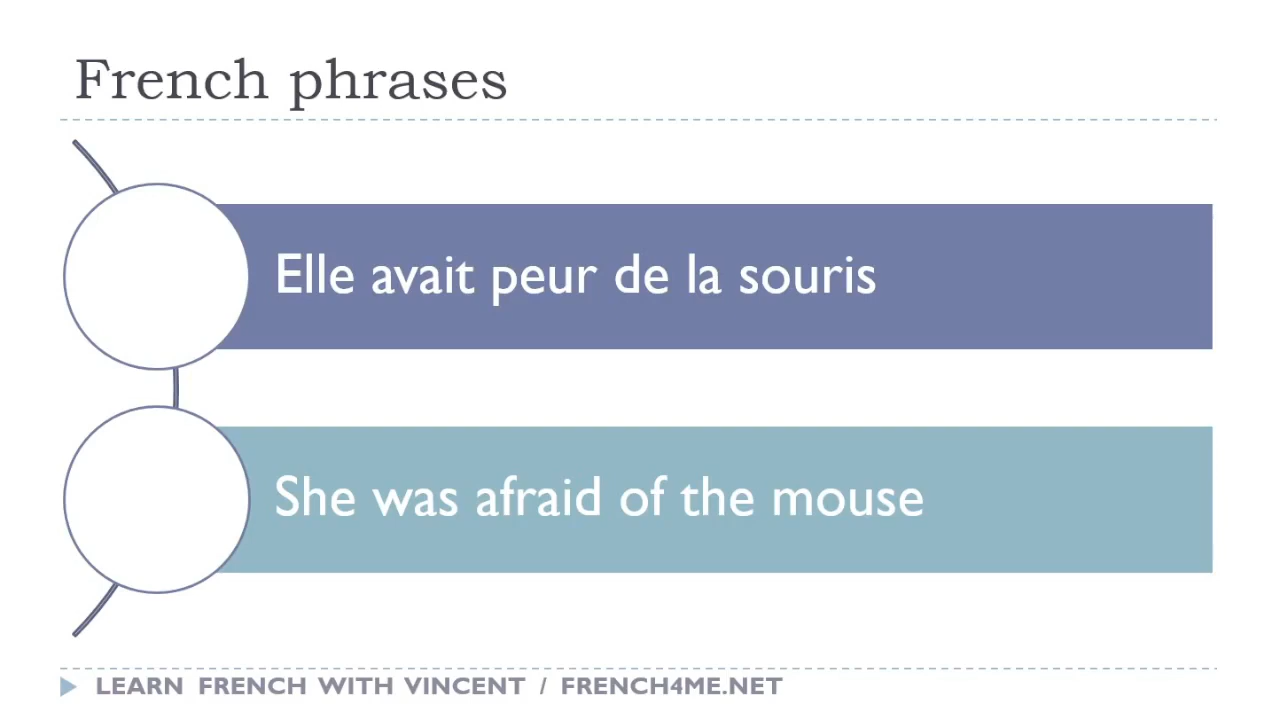 French phrases
Elle avait peur de la souris
She was afraid of the mouse
LEARN FRENCH WITH VINCENT / FRENCH4ME.NET